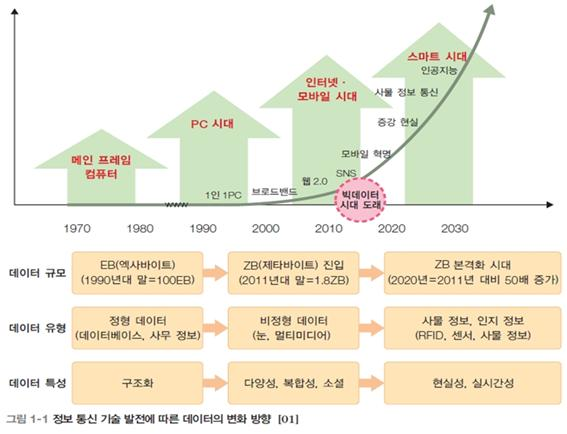 스마트 시대
인공지능
인터넷·
모바일 시대
사물 정보 통신
PC 시대
증강 현실
메인 프레임
컴퓨터
모바일 혁명
SNS
웹 2.0
브로드밴드
1인 1PC
빅데이터
시대 도래
1970 1980 1990 2000 2010 2020 2030
데이터 규모
EB(엑사바이트)
(1990년대 말=100EB)
ZB(제타바이트) 진입
(2011년대 말=1.8ZB)
ZB 본격화 시대
(2020년=2011년 대비 50배 증가)
데이터 유형
정형 데이터
(데이터베이스, 사무 정보)
비정형 데이터
(눈, 멀티미디어)
사물 정보, 인지 정보
(RFID, 센서, 사물 정보)
데이터 특성
구조화
다양성, 복합성, 소셜
현실성, 실시간성
그림 1-1 정보 통신 기술 발전에 따른 데이터의 변화 방향 [01]